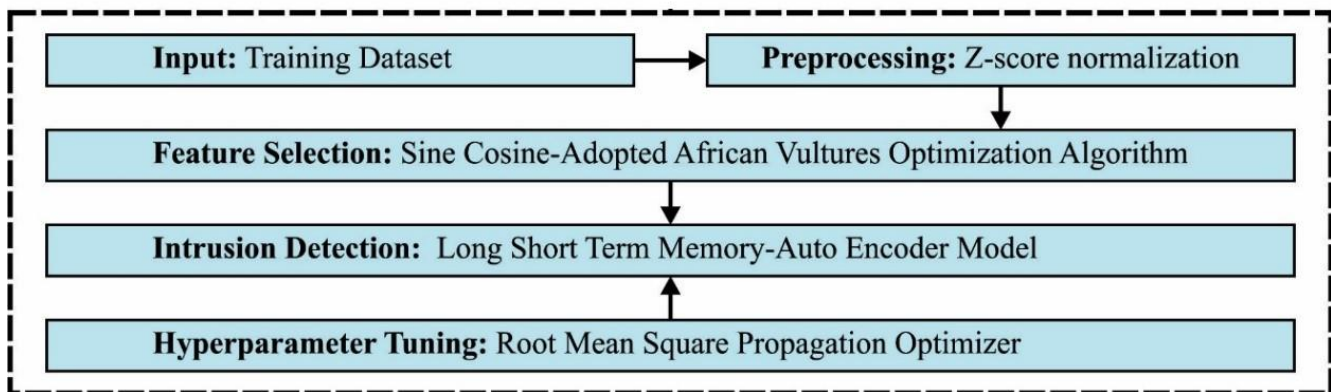 Input: Training Dataset
Preprocessing: Z-score normalization
Feature Selection: Sine Cosine-Adopted African Vultures Optimization Algorithm
Intrusion Detection: Long Short Term Memory-Auto Encoder Model
Hyperparameter Tuning: Root Mean Square Propagation Optimizer